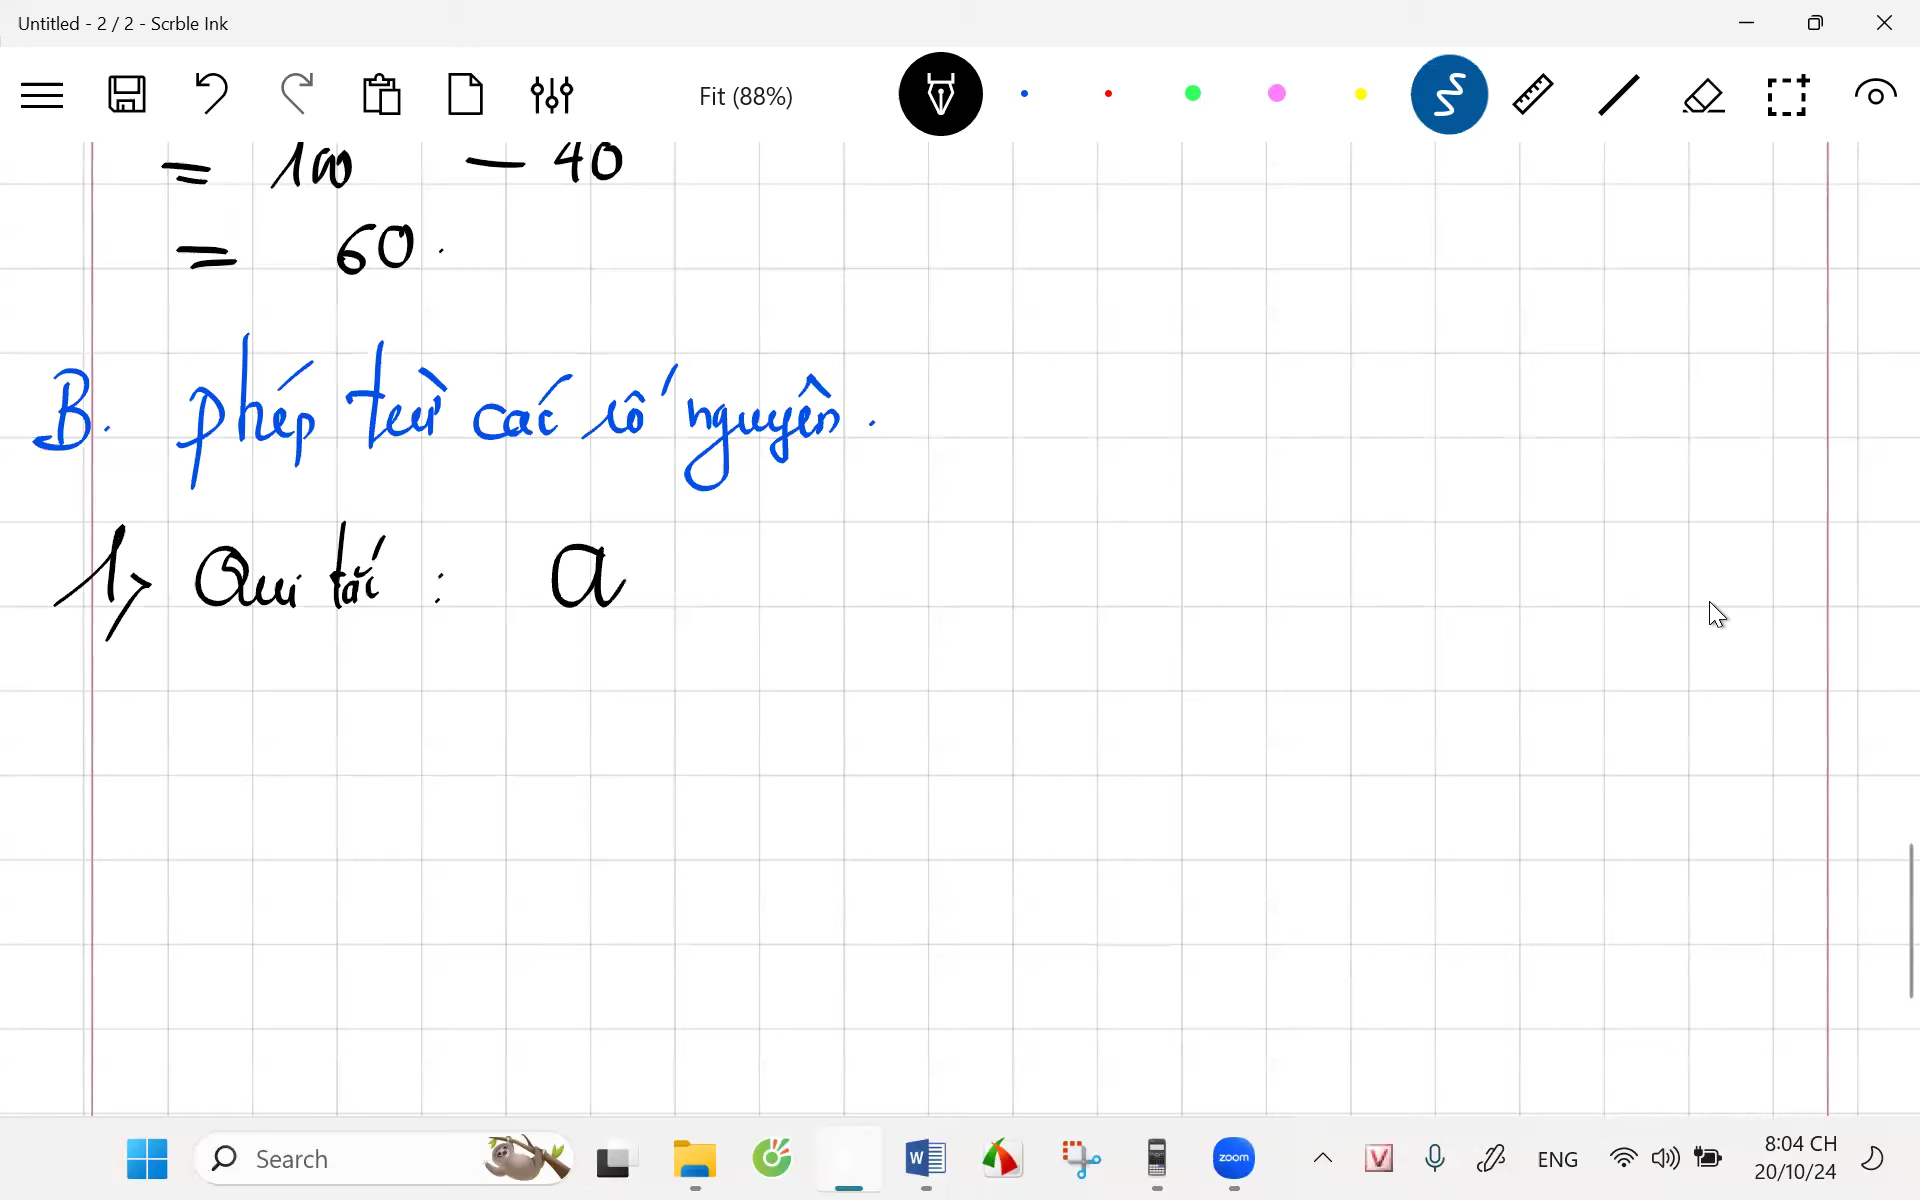 Untitled - 2 / 2 - Scrble Ink
Fit (88%)
= 100 - 40
= 60.
B. phép trừ các số nguyên.
1> Qui tắc : a
Search
W
zoom
V
ENG
8:04 CH
20/10/24